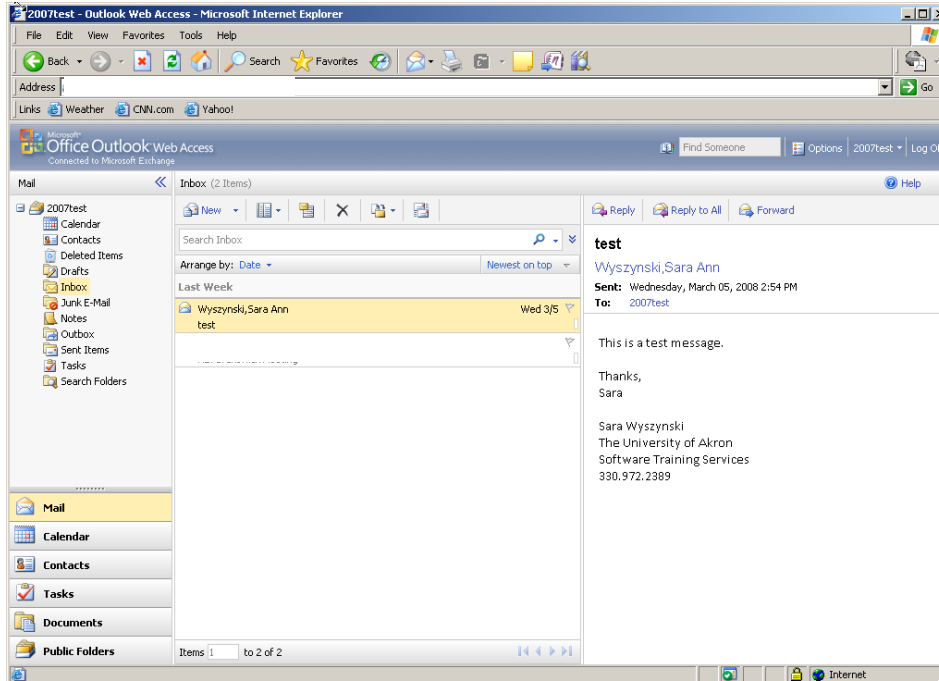 2007test - Outlook Web Access - Microsoft Internet Explorer
File Edit View Favorites Tools Help
Back Search Favorites
Address Go
Links Weather CNN.com Yahoo!
Microsoft
Office Outlook Web Access
Connected to Microsoft Exchange
Find Someone Options 2007test Log
Mail Inbox (2 Items) Help
2007test
Calendar
Contacts
Deleted Items
Drafts
Inbox
Junk E-Mail
Notes
Outbox
Sent Items
Tasks
Search Folders
Mail
Calendar
Contacts
Tasks
Documents
Public Folders
New
Search Inbox
Arrange by: Date Newest on top
Last Week
Wyszynski,Sara Ann Wed 3/5
test
Items 1 to 2 of 2
Reply Reply to All Forward
test
Wyszynski,Sara Ann
Sent: Wednesday, March 05, 2008 2:54 PM
To: 2007test
This is a test message.
Thanks,
Sara
Sara Wyszynski
The University of Akron
Software Training Services
330.972.2389
Internet